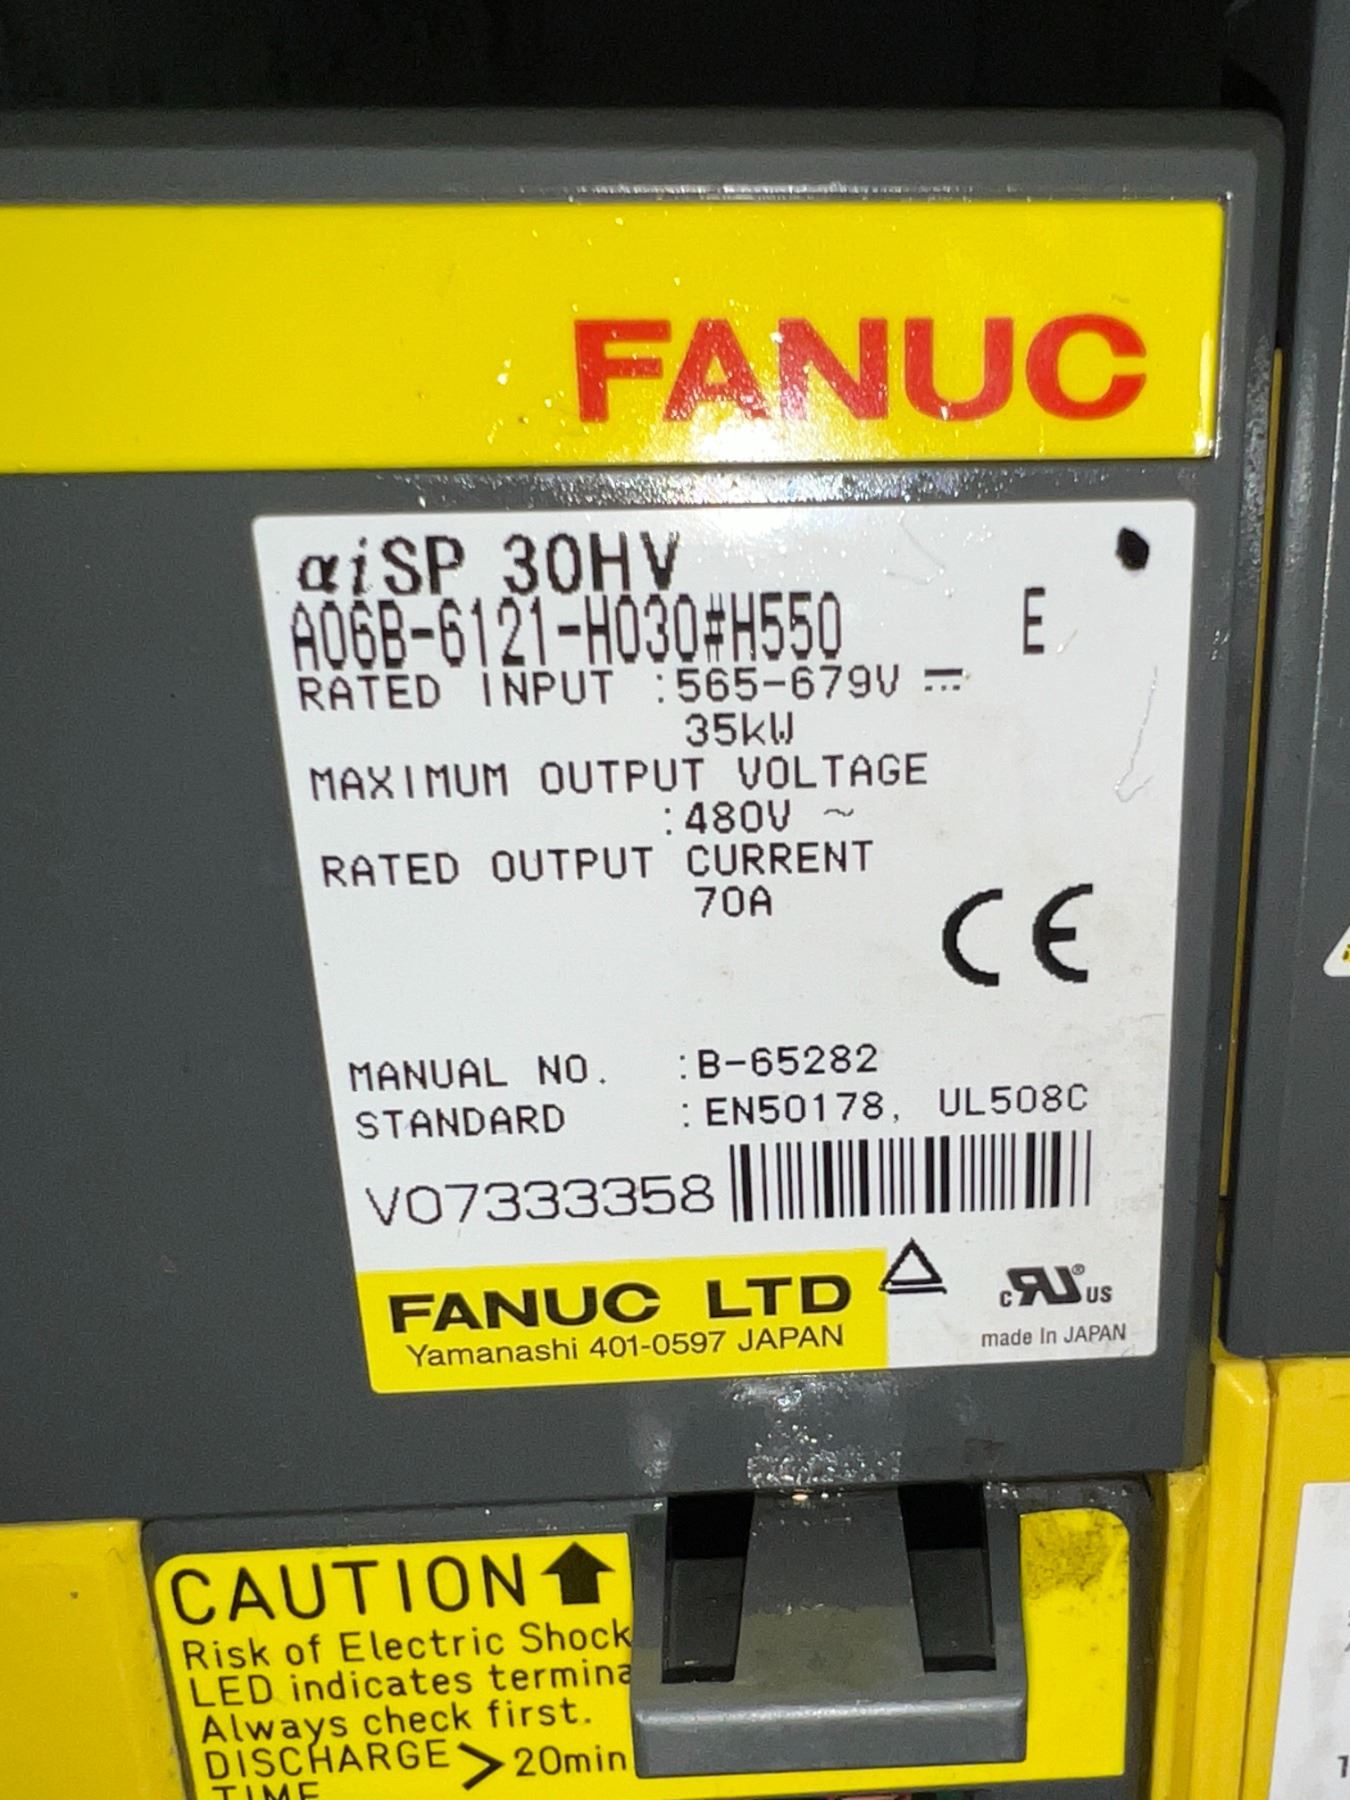 FANUC
αiSP 30HV
A06B-6121-H030#H550 E
RATED INPUT :565-679V ⎓
35kW
MAXIMUM OUTPUT VOLTAGE
:480V ~
RATED OUTPUT CURRENT
70A
CE
MANUAL NO. :B-65282
STANDARD :EN50178, UL508C
V07333358
FANUC LTD
Yamanashi 401-0597 JAPAN
c RU ® US
made In JAPAN
CAUTION
Risk of Electric Shock
LED indicates termina
Always check first.
DISCHARGE > 20min
TIME